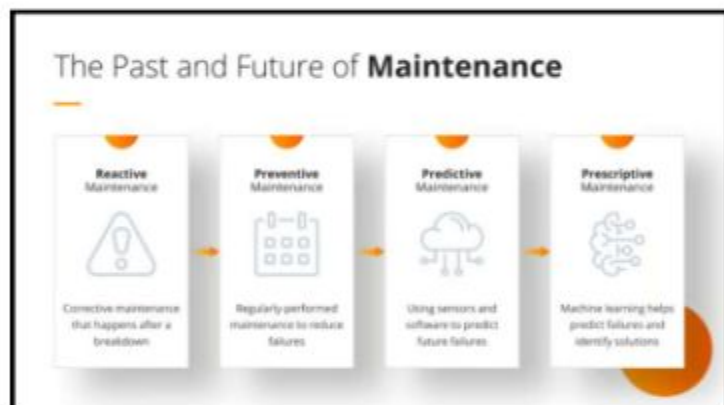 The Past and Future of Maintenance
Reactive
Maintenance
Corrective maintenance
that happens after a
breakdown
Preventive
Maintenance
Regularly-performed
maintenance to reduce
failures
Predictive
Maintenance
Using sensors and
software to predict
future failures
Prescriptive
Maintenance
Machine learning helps
predict failures and
identify solutions